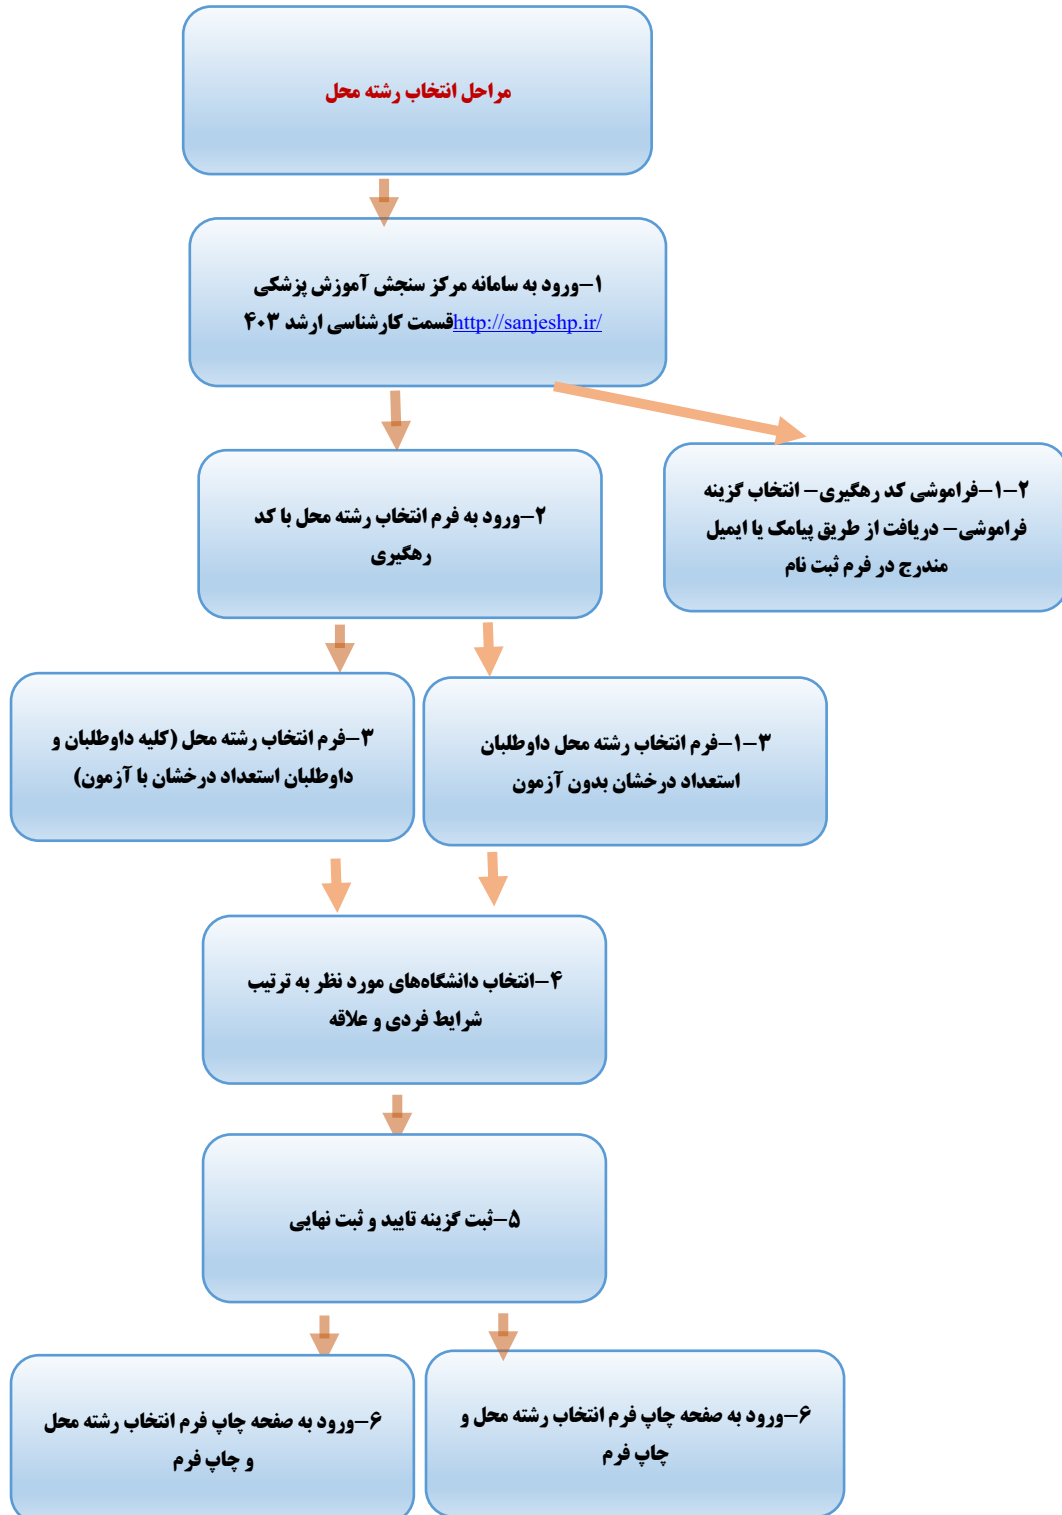 مراحل انتخاب رشته محل
۱-ورود به سامانه مرکز سنجش آموزش پزشکی
http://sanjeshp.ir/قسمت کارشناسی ارشد ۴۰۳
۲-ورود به فرم انتخاب رشته محل با کد
رهگیری
۱-۲-فراموشی کد رهگیری- انتخاب گزینه
فراموشی- دریافت از طریق پیامک یا ایمیل
مندرج در فرم ثبت نام
۱-۳-فرم انتخاب رشته محل داوطلبان
استعداد درخشان بدون آزمون
۳-فرم انتخاب رشته محل (کلیه داوطلبان و
داوطلبان استعداد درخشان با آزمون)
۴-انتخاب دانشگاه‌های مورد نظر به ترتیب
شرایط فردی و علاقه
۵-ثبت گزینه تایید و ثبت نهایی
۶-ورود به صفحه چاپ فرم انتخاب رشته محل و
چاپ فرم
۶-ورود به صفحه چاپ فرم انتخاب رشته محل
و چاپ فرم